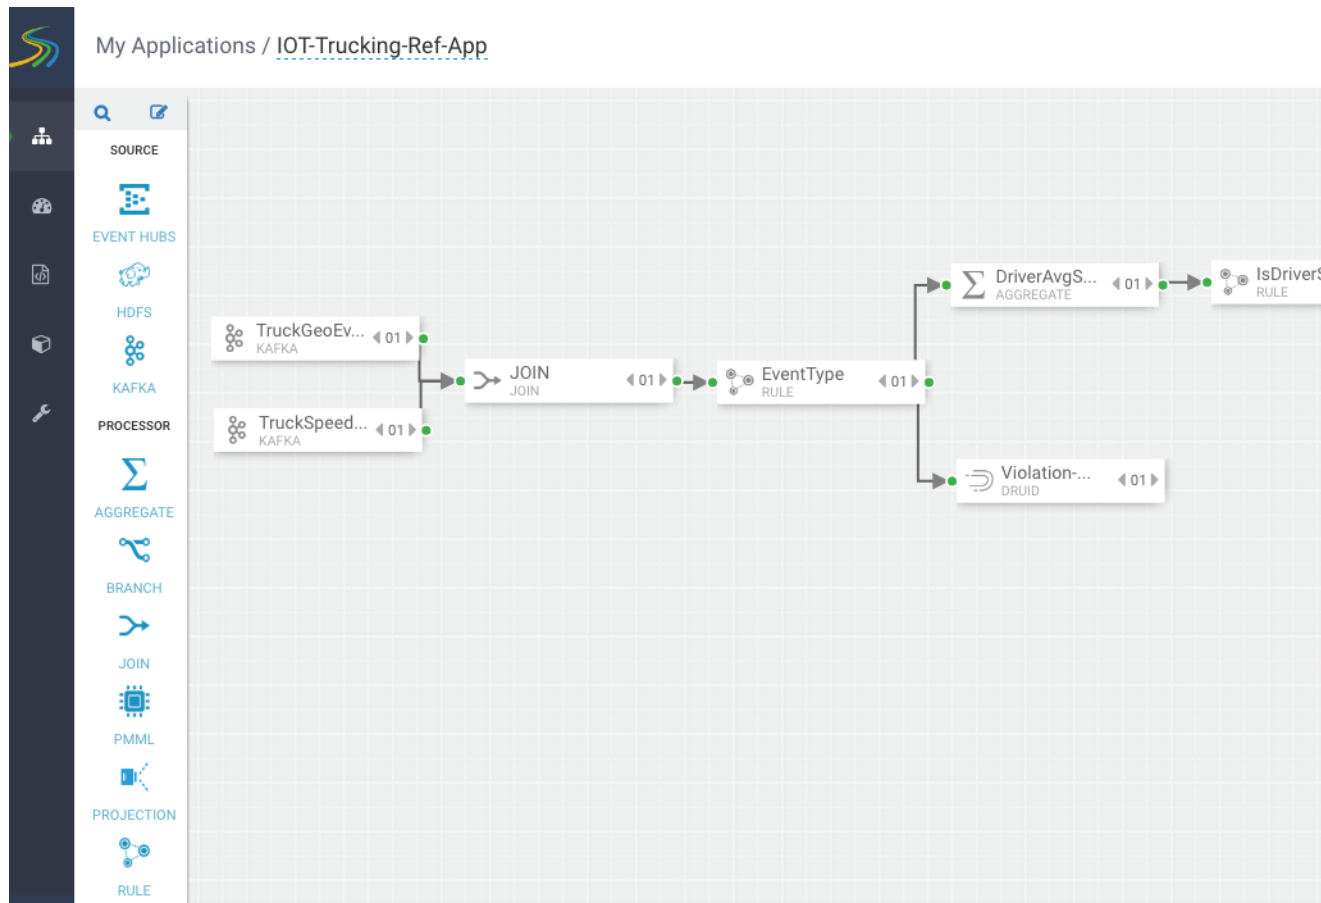 My Applications / IOT-Trucking-Ref-App
SOURCE
EVENT HUBS
HDFS
KAFKA
PROCESSOR
AGGREGATE
BRANCH
JOIN
PMML
PROJECTION
RULE
TruckGeoEv... 01
KAFKA
TruckSpeed... 01
KAFKA
JOIN 01
JOIN
EventType 01
RULE
DriverAvgS... 01
AGGREGATE
IsDriverS
RULE
Violation-... 01
DRUID